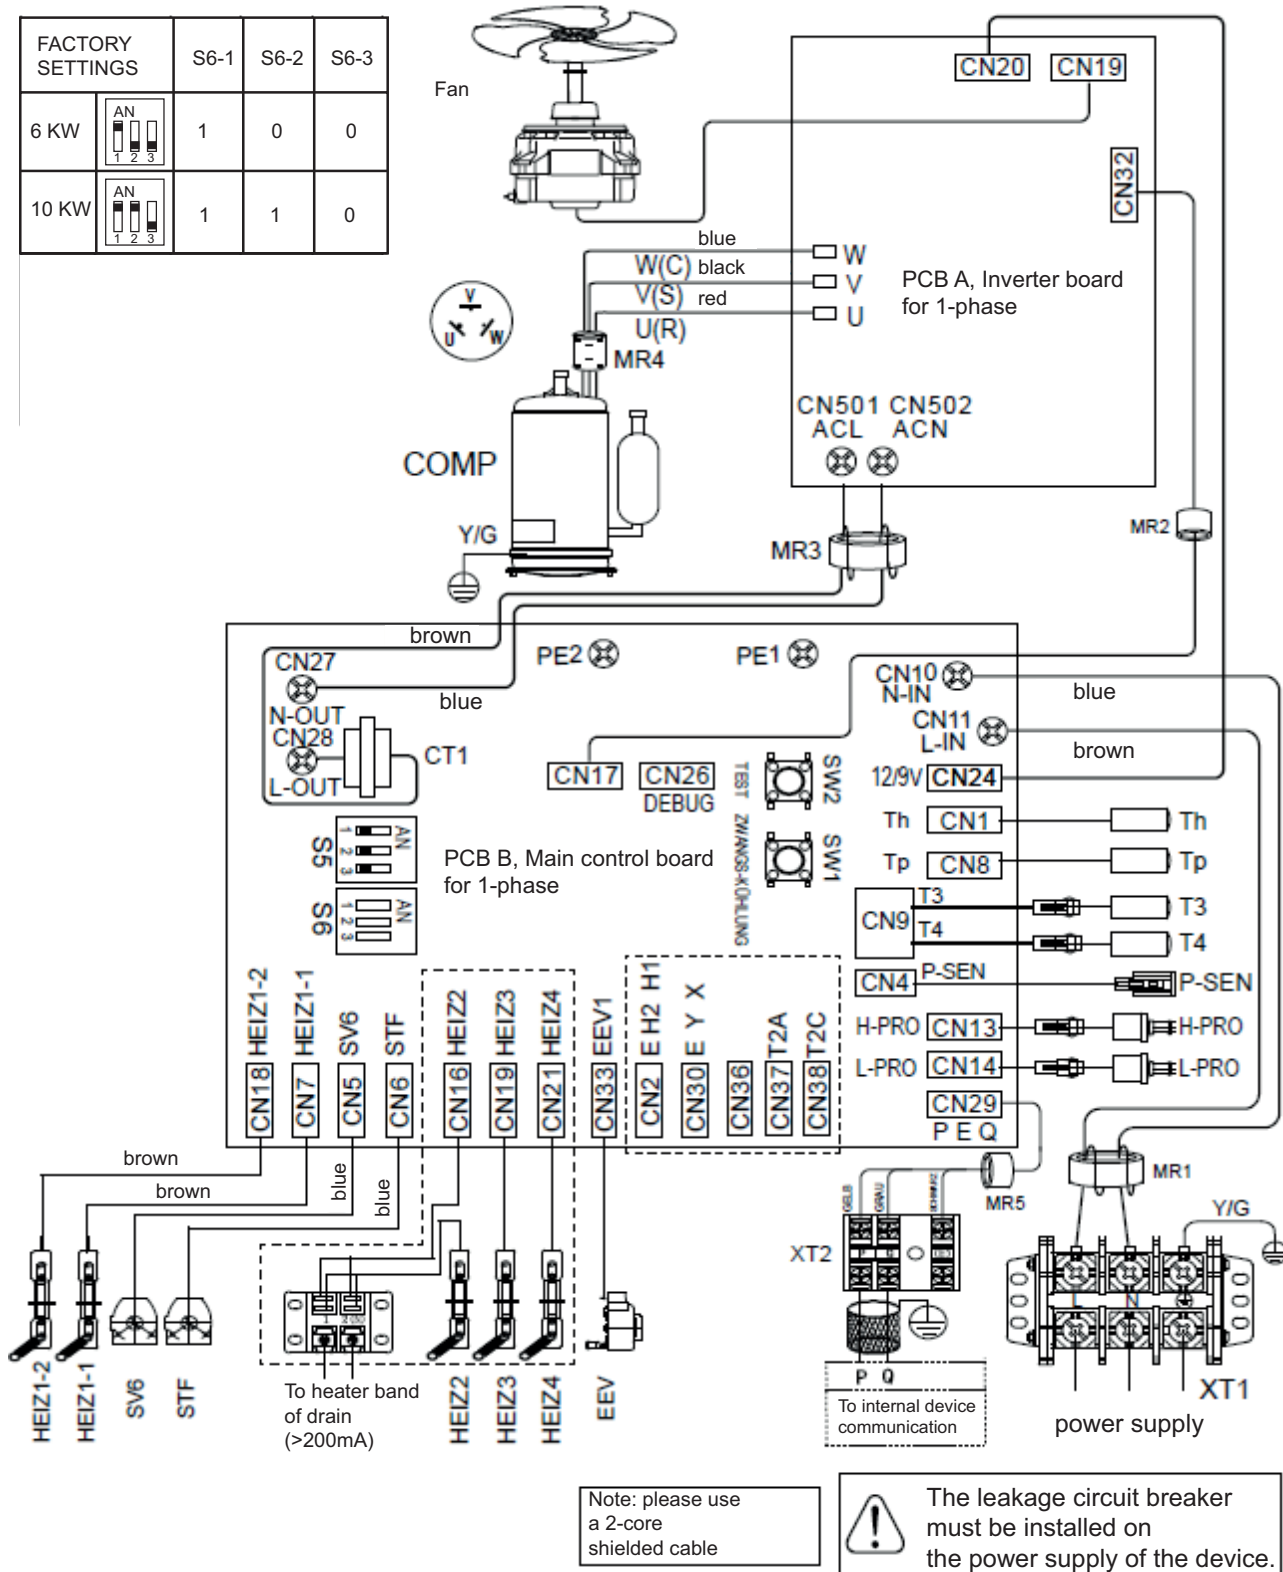 FACTORY SETTINGS S6-1 S6-2 S6-3
6 KW AN 1 2 3 1 0 0
10 KW AN 1 2 3 1 1 0
Fan
CN20 CN19
CN32
blue
W(C) black
V(S) red
U(R)
W
V
U
PCB A, Inverter board
for 1-phase
V
U W
MR4
CN501 CN502
ACL ACN
COMP
Y/G
MR3
MR2
brown
blue
CN27
N-OUT
CN28
L-OUT
CT1
PE2
PE1
CN10
N-IN
blue
CN11
L-IN
brown
CN17
CN26
DEBUG
TEST
SW2
ZWANGS-KÜHLUNG
SW1
12/9V CN24
Th CN1 Th
Tp CN8 Tp
CN9
T3 T3
T4 T4
CN4 P-SEN P-SEN
H-PRO CN13 H-PRO
L-PRO CN14 L-PRO
CN29
P E Q
S5 1 2 3 AN
S6 1 2 3 AN
PCB B, Main control board
for 1-phase
CN18 HEIZ1-2
CN7 HEIZ1-1
CN5 SV6
CN6 STF
CN16 HEIZ2
CN19 HEIZ3
CN21 HEIZ4
CN33 EEV1
CN2 E H2 H1
CN30 E Y X
CN36
CN37 T2A
CN38 T2C
brown
brown
blue
blue
GELB
GRAU
SCHWARZ
MR5
MR1
Y/G
XT2
L N
XT1
power supply
P Q
To internal device
communication
HEIZ1-2
HEIZ1-1
SV6
STF
To heater band
of drain
(>200mA)
HEIZ2
HEIZ3
HEIZ4
EEV
Note: please use
a 2-core
shielded cable
The leakage circuit breaker
must be installed on
the power supply of the device.